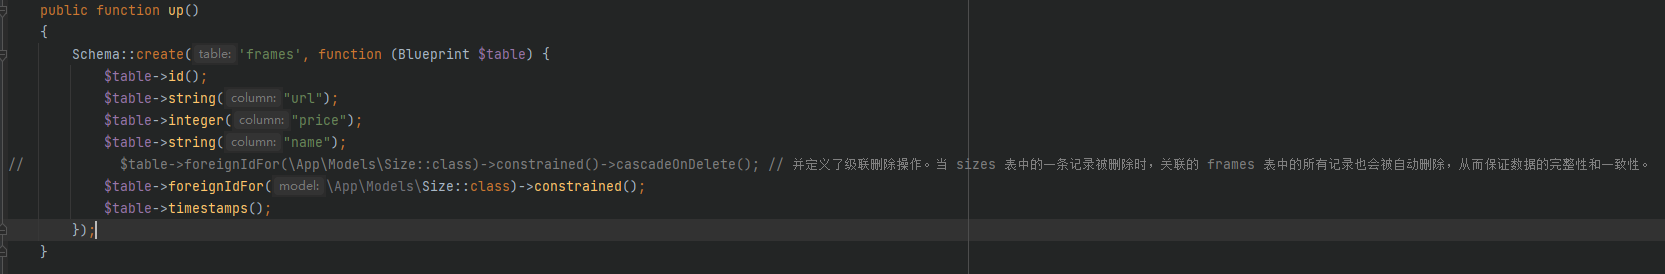 public function up()
{
Schema::create( table: 'frames', function (Blueprint $table) {
$table->id();
$table->string( column: "url");
$table->integer( column: "price");
$table->string( column: "name");
// $table->foreignIdFor(\App\Models\Size::class)->constrained()->cascadeOnDelete(); // 并定义了级联删除操作。当 sizes 表中的一条记录被删除时，关联的 frames 表中的所有记录也会被自动删除，从而保证数据的完整性和一致性。
$table->foreignIdFor( model: \App\Models\Size::class)->constrained();
$table->timestamps();
});
}